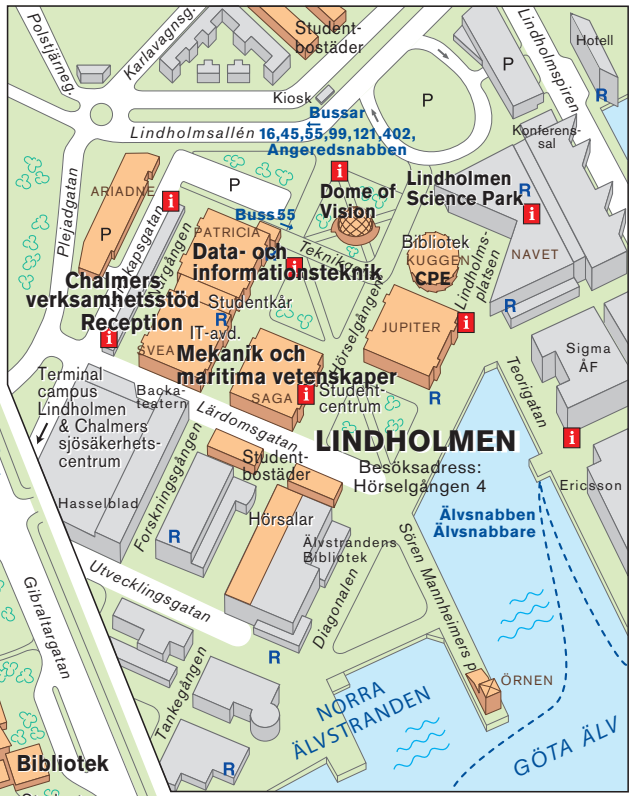 Polstjärneg.
Karlavagnsg.
Student-
bostäder
Lindholmspiren
Hotell
P
R
Kiosk
P
Bussar
←
Lindholmsallén
16,45,55,99,121,402,
Angeredsnabben
Konferens-
sal
Plejadgatan
ARIADNE
i
P
i
Dome of
Vision
Lindholmen
Science Park
R
i
P
Buss 55
PATRICIA
Data- och
informationsteknik
i
Bibliotek
KUGGEN
CPE
Lindholms-
platsen
NAVET
Chalmers
verksamhetsstöd
Reception
i
Studentkår
R
IT-avd.
SVEA
Hörselgången
JUPITER
i
R
Mekanik och
maritima vetenskaper
SAGA
i
Student-
centrum
R
Teorigatan
Sigma
ÅF
i
Terminal
campus
Lindholmen
& Chalmers
sjösäkerhets-
centrum
Backa-
teatern
Lärdomsgatan
LINDHOLMEN
Besöksadress:
Hörselgången 4
Student-
bostäder
Forskningsgången
Hasselblad
R
Hörsalar
Älvstrandens
Bibliotek
Ericsson
Älvsnabben
Älvsnabbare
Sören Mannheimers p
Gibraltargatan
Utvecklingsgatan
Diagonalen
R
Tankegången
R
NORRA
ÄLVSTRANDEN
ÖRNEN
GÖTA ÄLV
Bibliotek